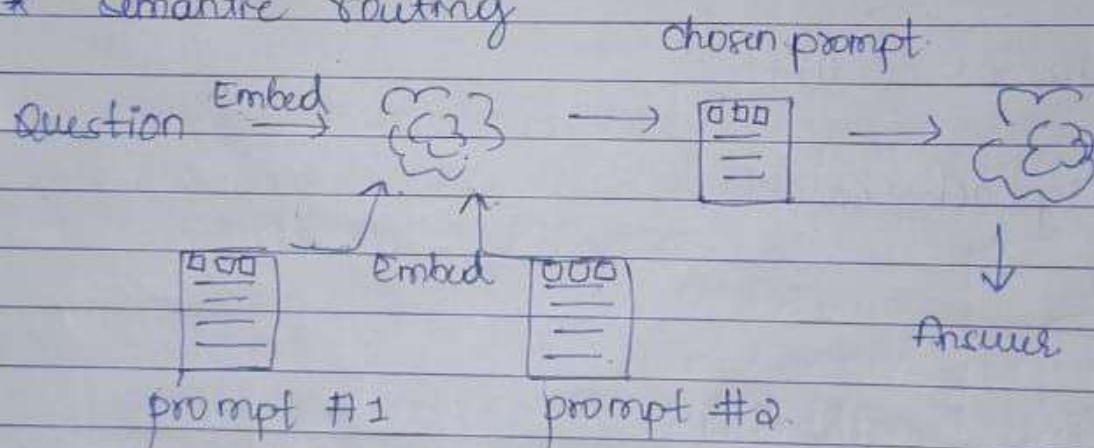 * Semantic routing
chosen prompt.
Question Embed
Embed
Answer
prompt #1 prompt #2.